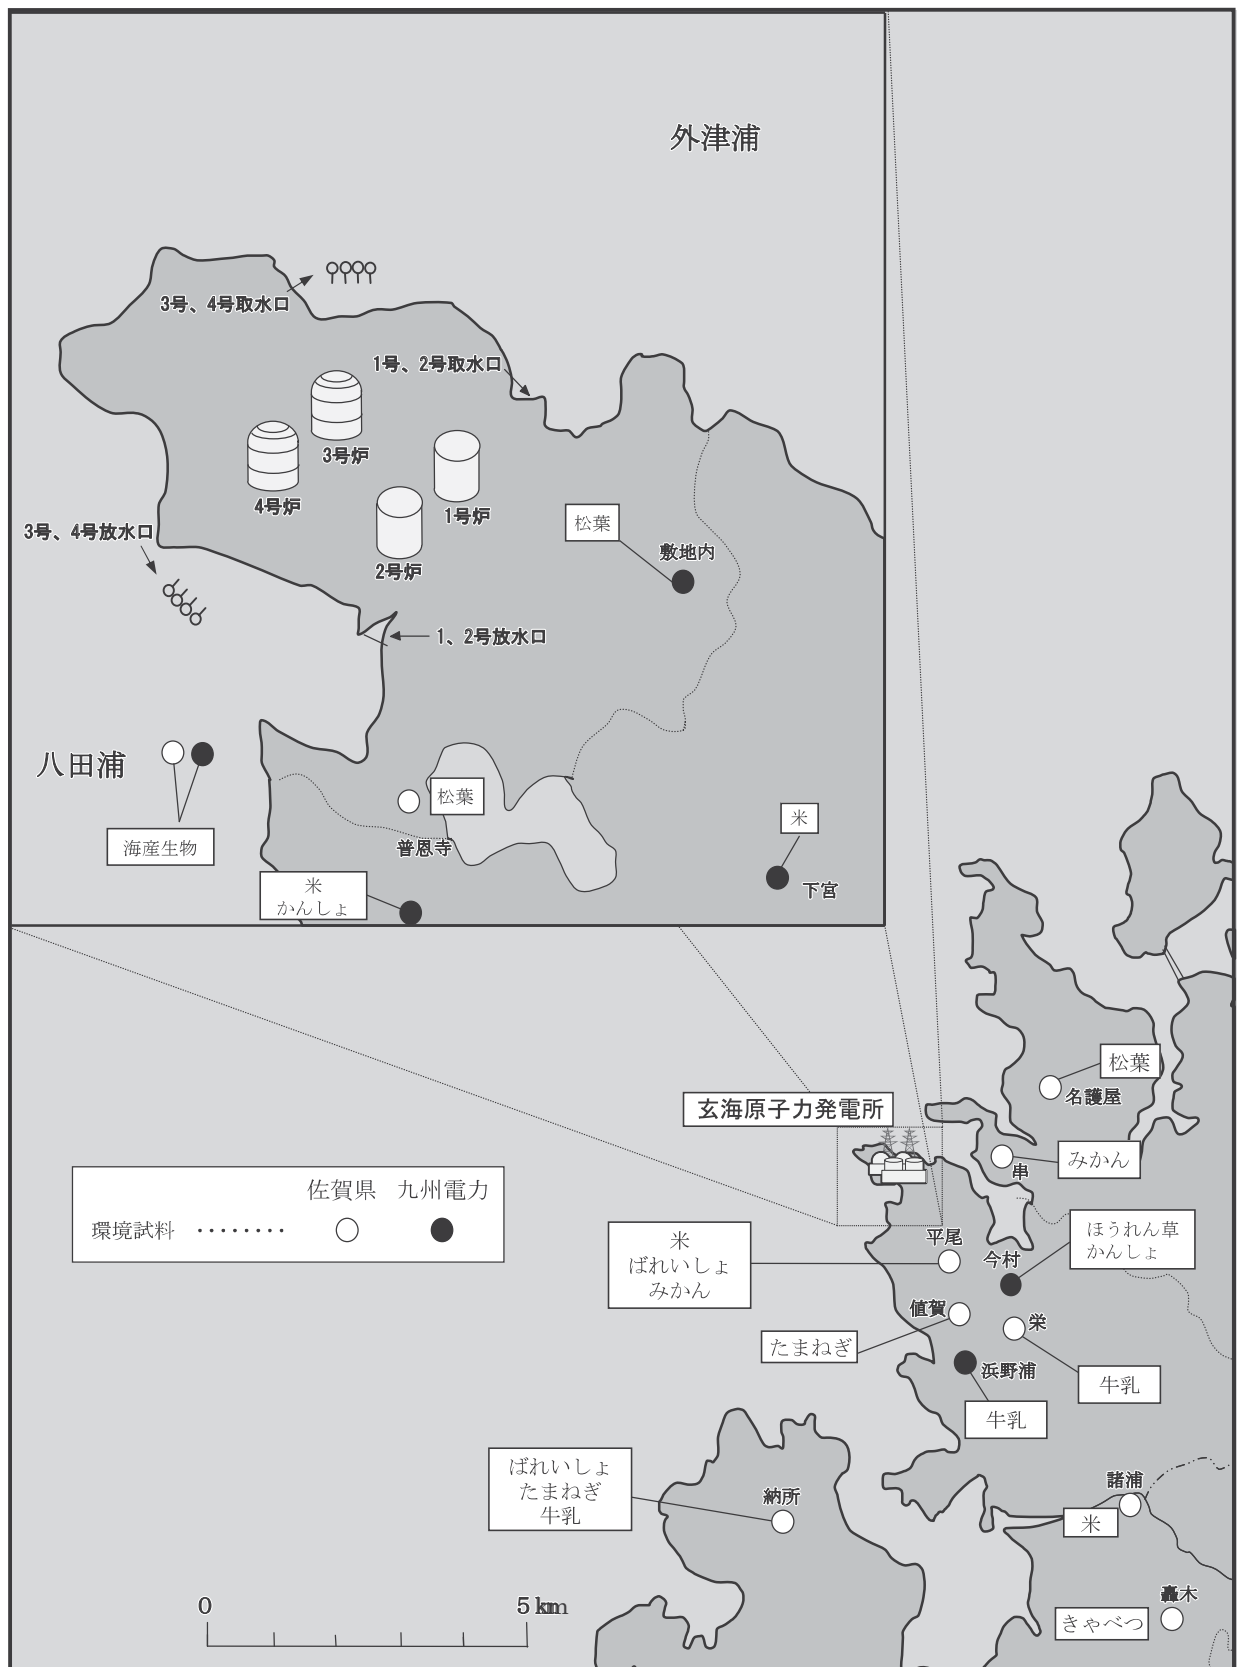 外津浦
3号、4号取水口
1号、2号取水口
3号炉
4号炉
1号炉
2号炉
松葉
敷地内
3号、4号放水口
1、2号放水口
八田浦
海産生物
松葉
普恩寺
米
かんしょ
米
下宮
松葉
名護屋
玄海原子力発電所
串
みかん
佐賀県 九州電力
環境試料 ········
米
ばれいしょ
みかん
平尾
今村
ほうれん草
かんしょ
値賀
栄
たまねぎ
浜野浦
牛乳
牛乳
ばれいしょ
たまねぎ
牛乳
納所
諸浦
米
轟木
きゃべつ
0 5km